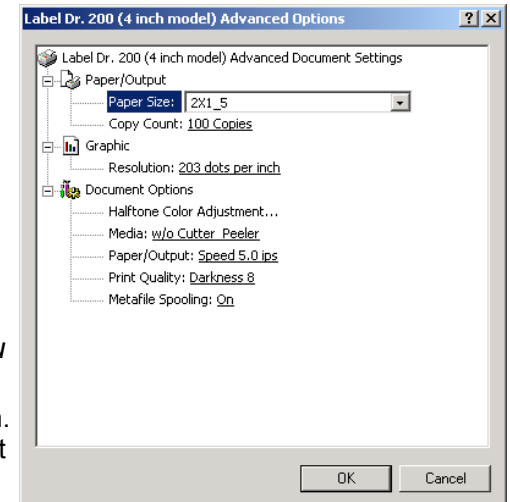 Label Dr. 200 (4 inch model) Advanced Options
Label Dr. 200 (4 inch model) Advanced Document Settings
Paper/Output
Paper Size: 2X1_5
Copy Count: 100 Copies
Graphic
Resolution: 203 dots per inch
Document Options
Halftone Color Adjustment...
Media: w/o Cutter_Peeler
Paper/Output: Speed 5.0 ips
Print Quality: Darkness 8
Metafile Spooling: On
OK Cancel